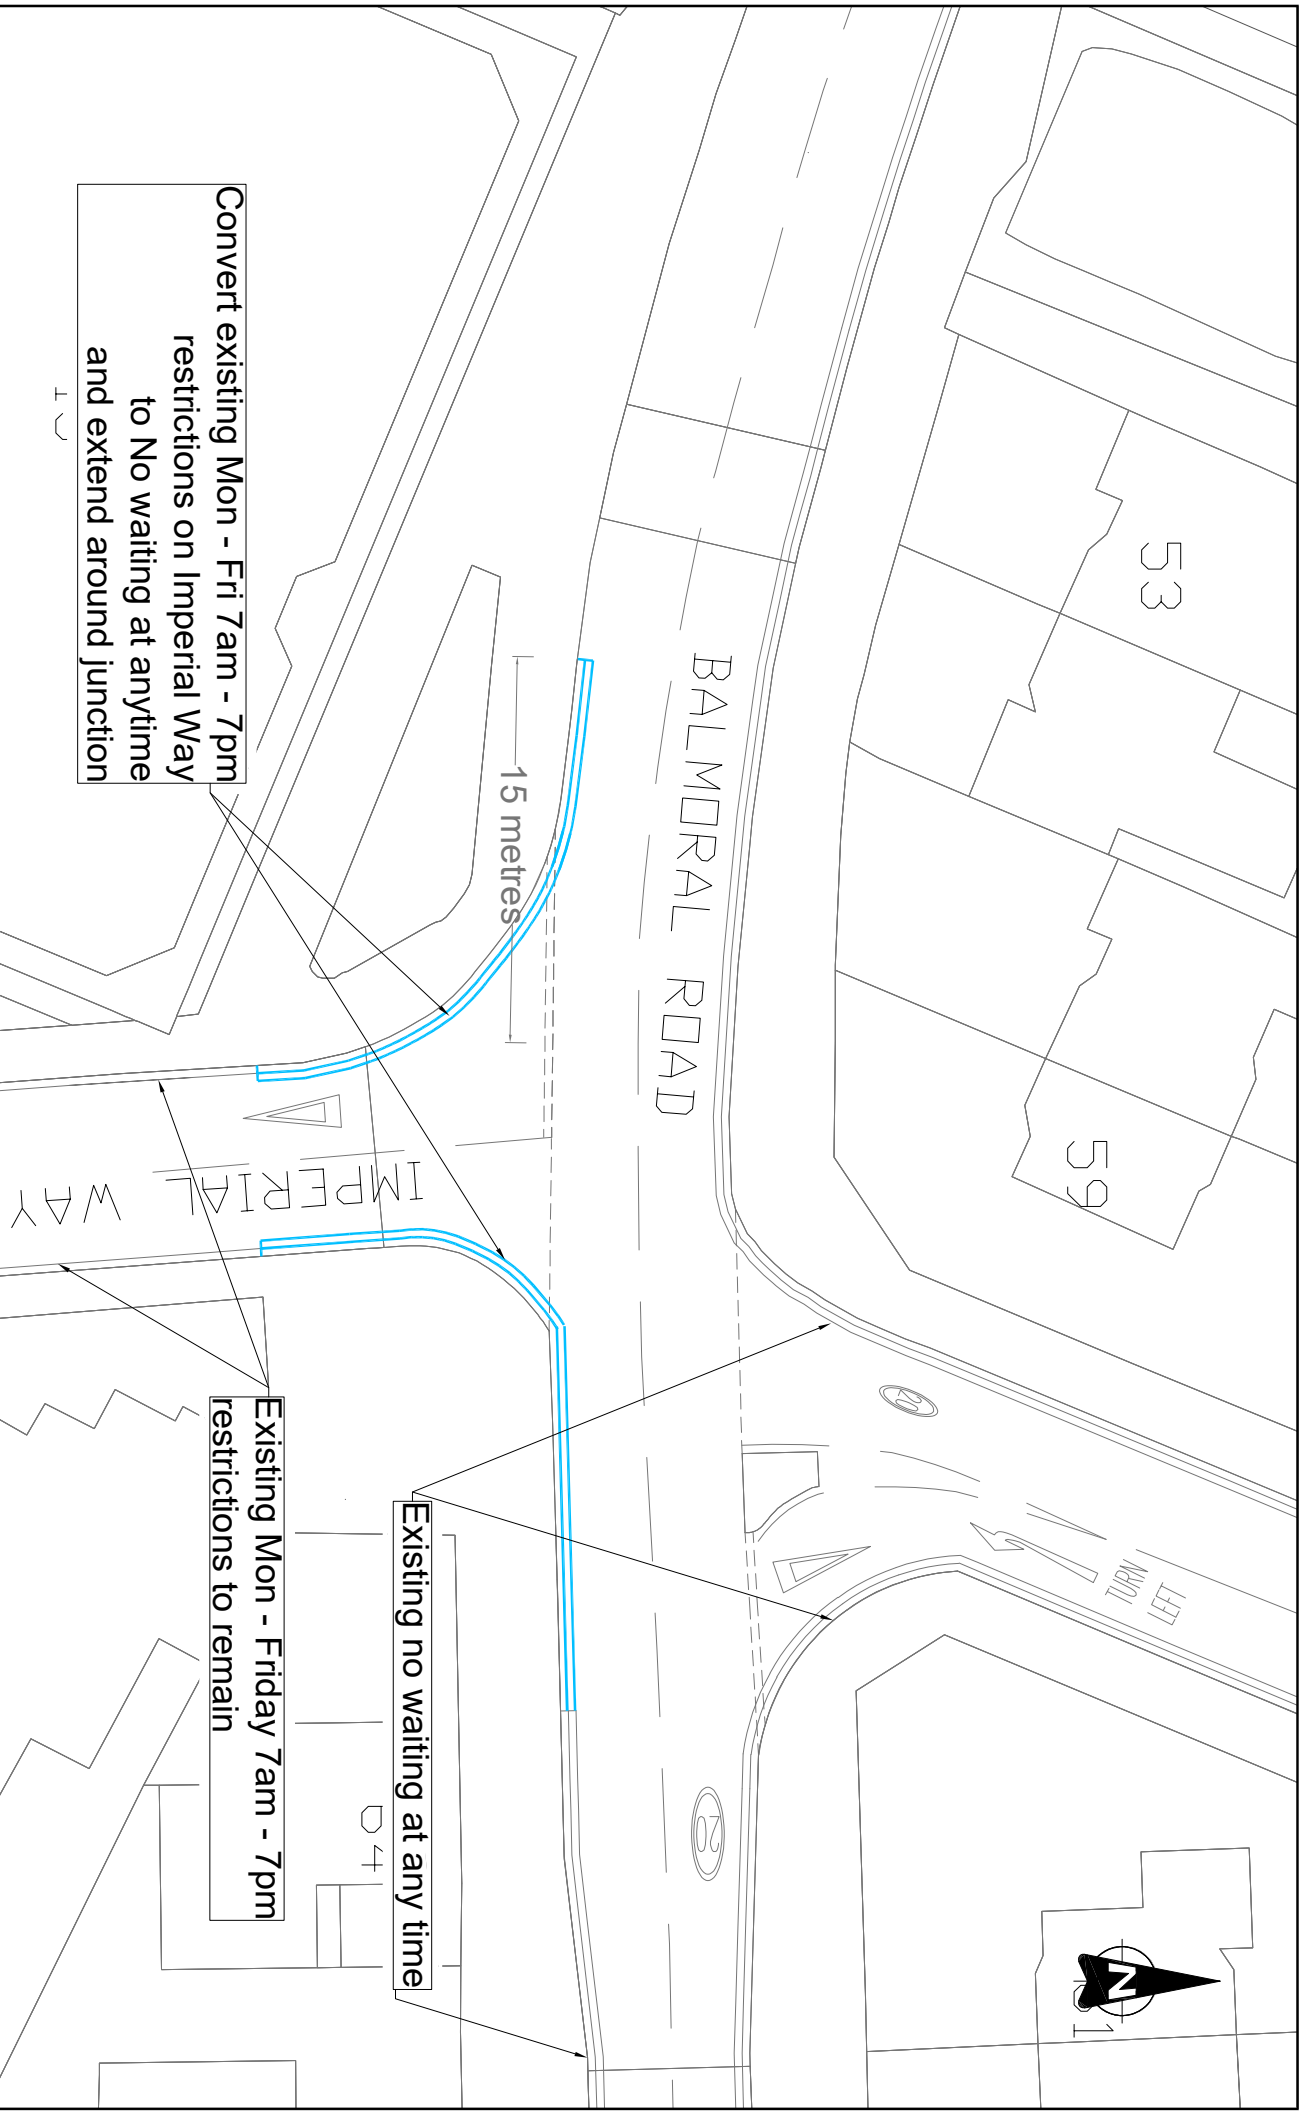 53
59
61
N
TURN
LEFT
20
BALMORAL ROAD
20
15 metres
IMPERIAL WAY
Convert existing Mon - Fri 7am - 7pm
restrictions on Imperial Way
to No waiting at anytime
and extend around junction
Existing no waiting at any time
Existing Mon - Friday 7am - 7pm
restrictions to remain